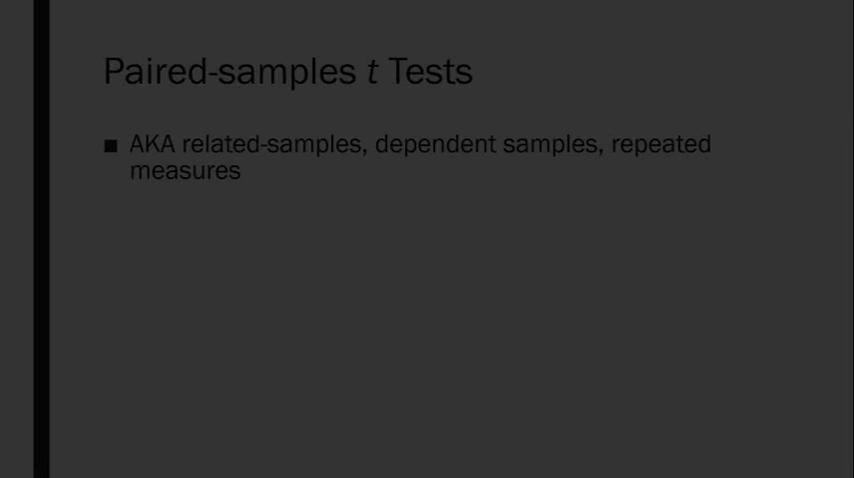 Paired-samples t Tests
■ AKA related-samples, dependent samples, repeated
measures